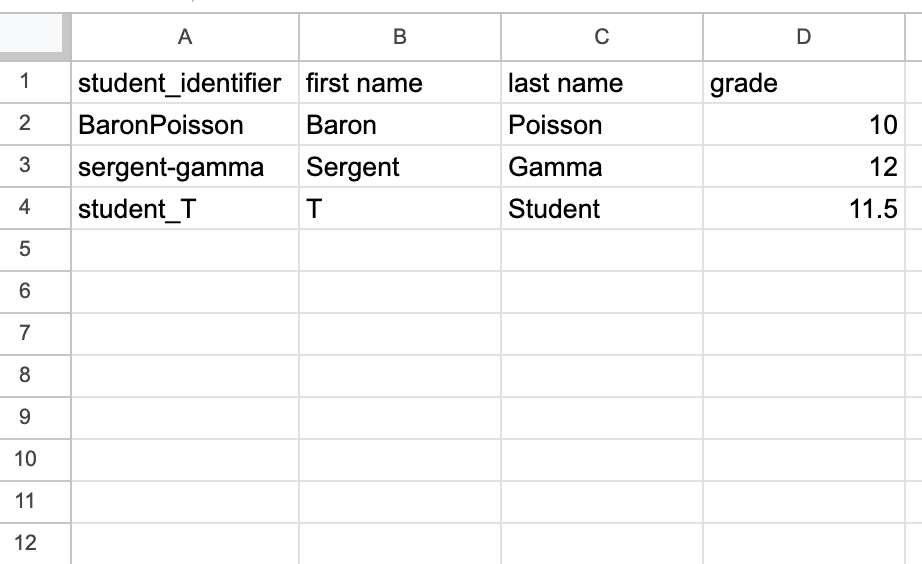 A B C D
1 student_identifier first name last name grade
2 BaronPoisson Baron Poisson 10
3 sergent-gamma Sergent Gamma 12
4 student_T T Student 11.5
5
6
7
8
9
10
11
12